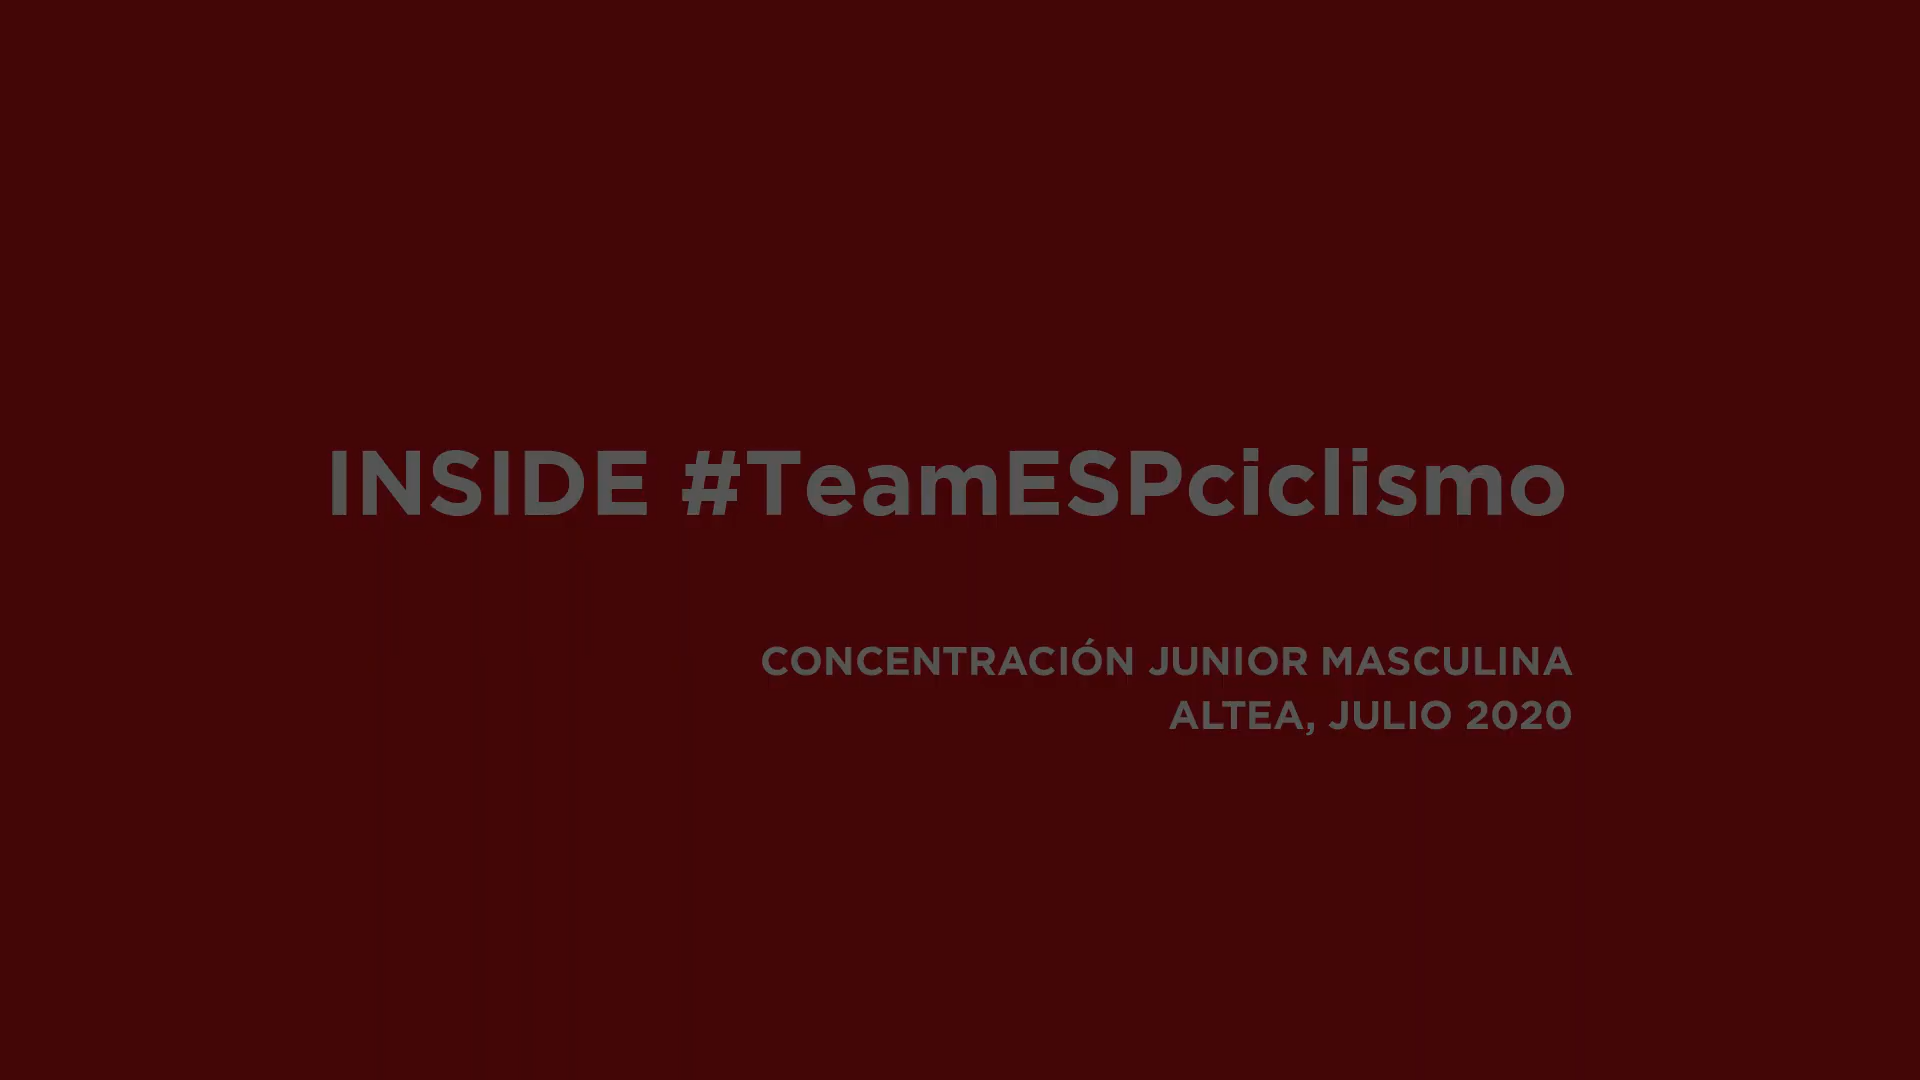 INSIDE #TeamESPciclismo
CONCENTRACIÓN JUNIOR MASCULINA
ALTEA, JULIO 2020